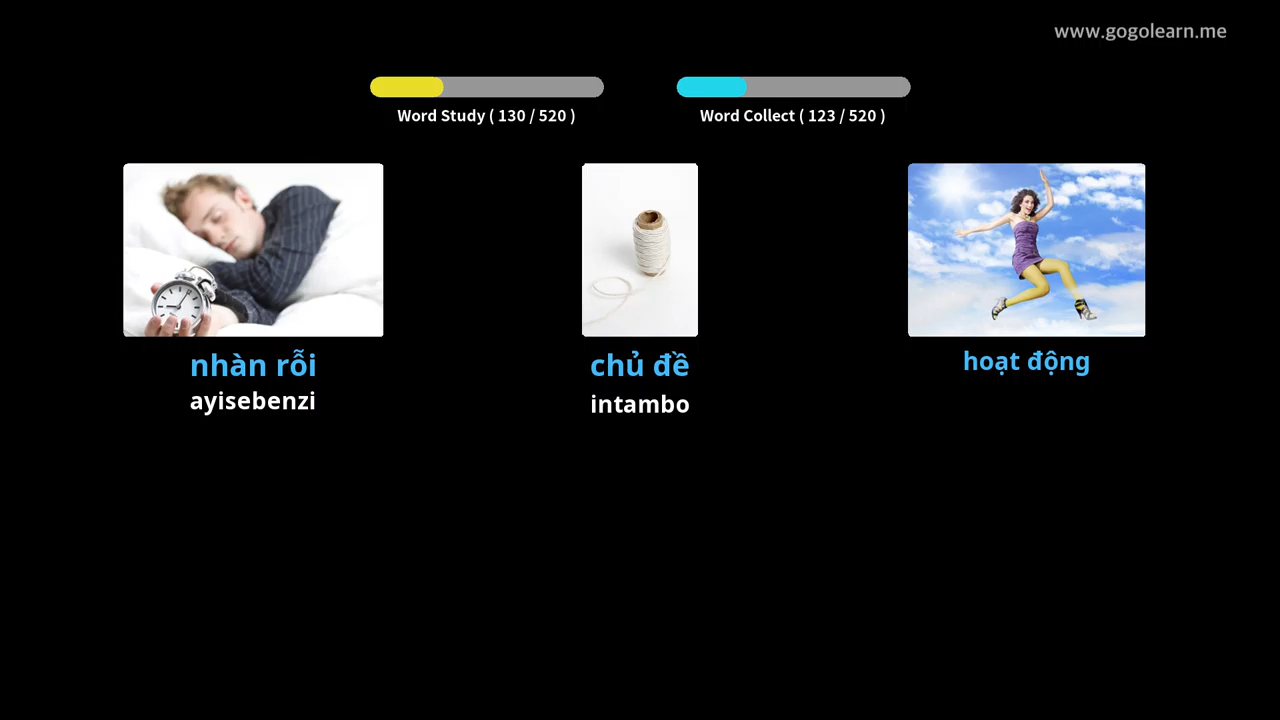 www.gogolearn.me
Word Study ( 130 / 520 )
Word Collect ( 123 / 520 )
nhàn rỗi
ayisebenzi
chủ đề
intambo
hoạt động